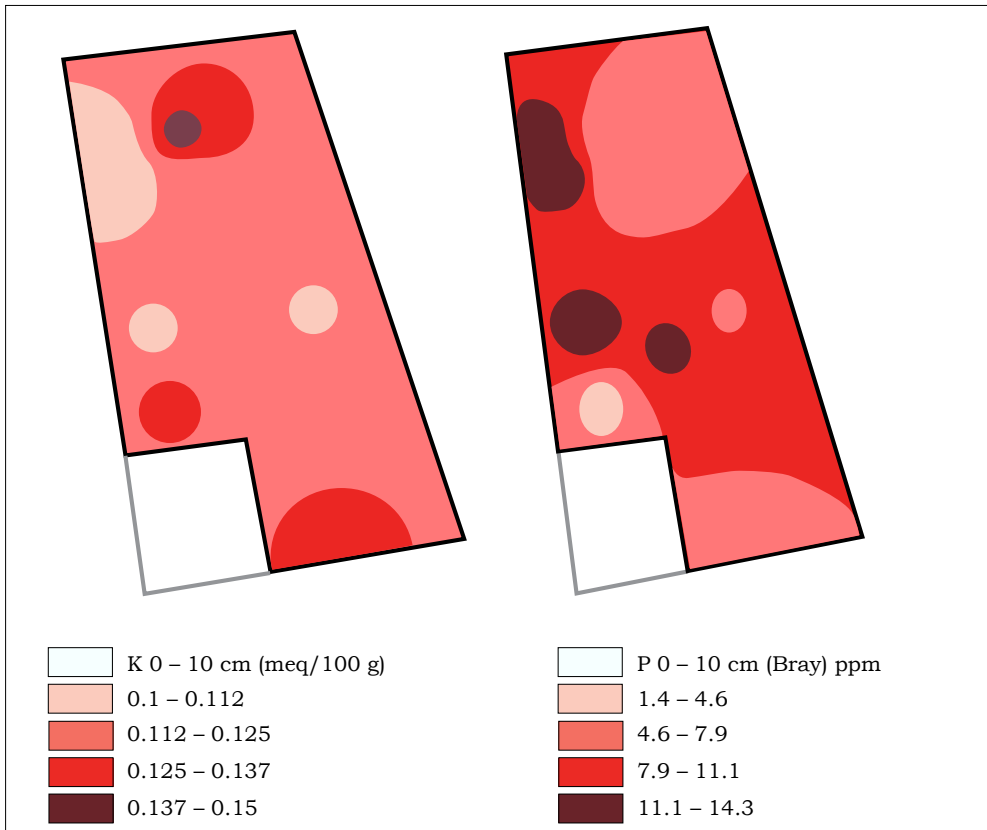 K 0 – 10 cm (meq/100 g)
0.1 – 0.112
0.112 – 0.125
0.125 – 0.137
0.137 – 0.15
P 0 – 10 cm (Bray) ppm
1.4 – 4.6
4.6 – 7.9
7.9 – 11.1
11.1 – 14.3